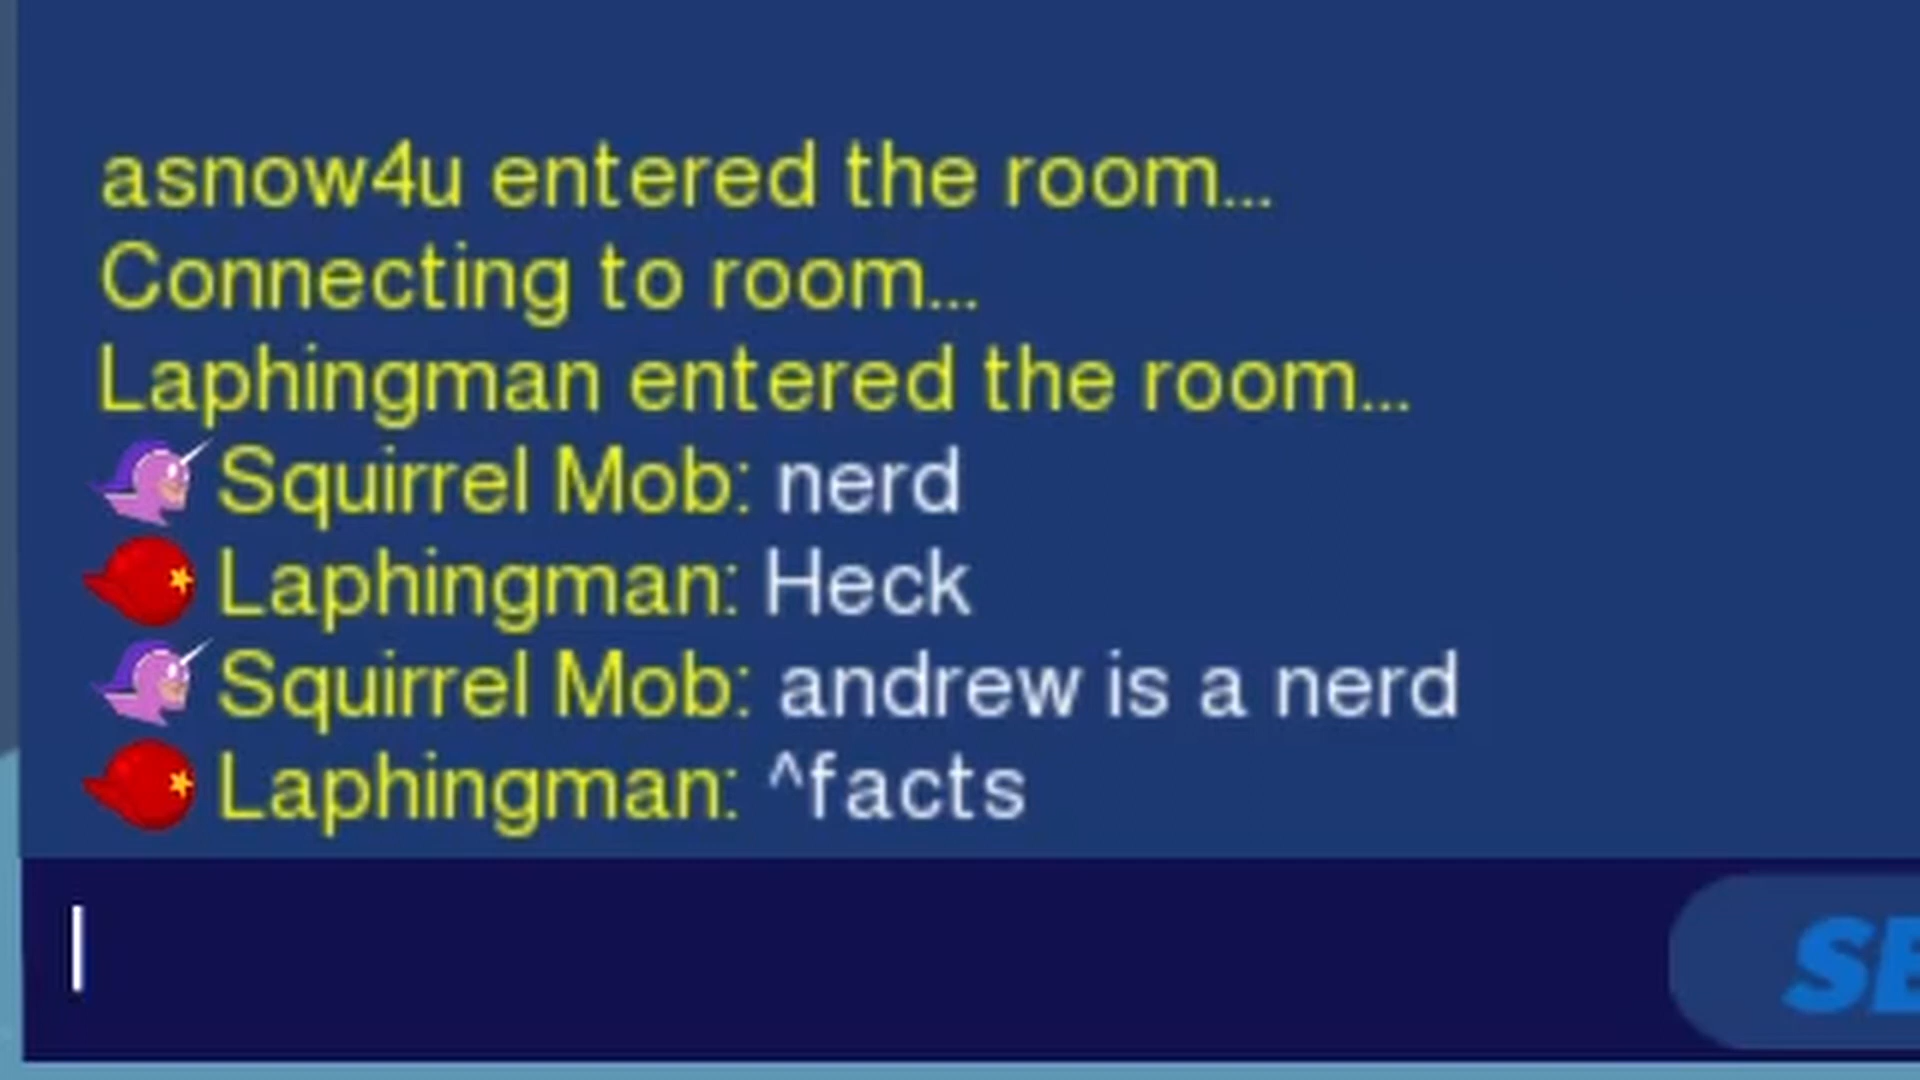 asnow4u entered the room...
Connecting to room...
Laphingman entered the room...
Squirrel Mob: nerd
Laphingman: Heck
Squirrel Mob: andrew is a nerd
Laphingman: ^facts